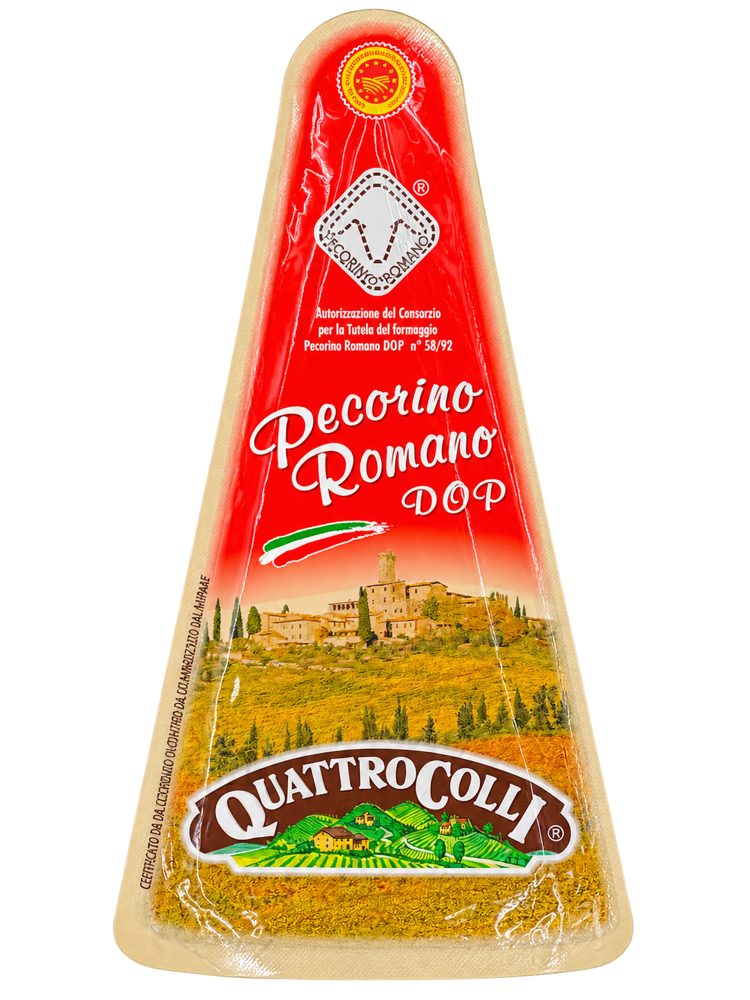 ®
PECORINO ROMANO
Autorizzazione del Consorzio
per la Tutela del formaggio
Pecorino Romano DOP n° 58/92
Pecorino
Romano
DOP
QUATTROCOLLI
®